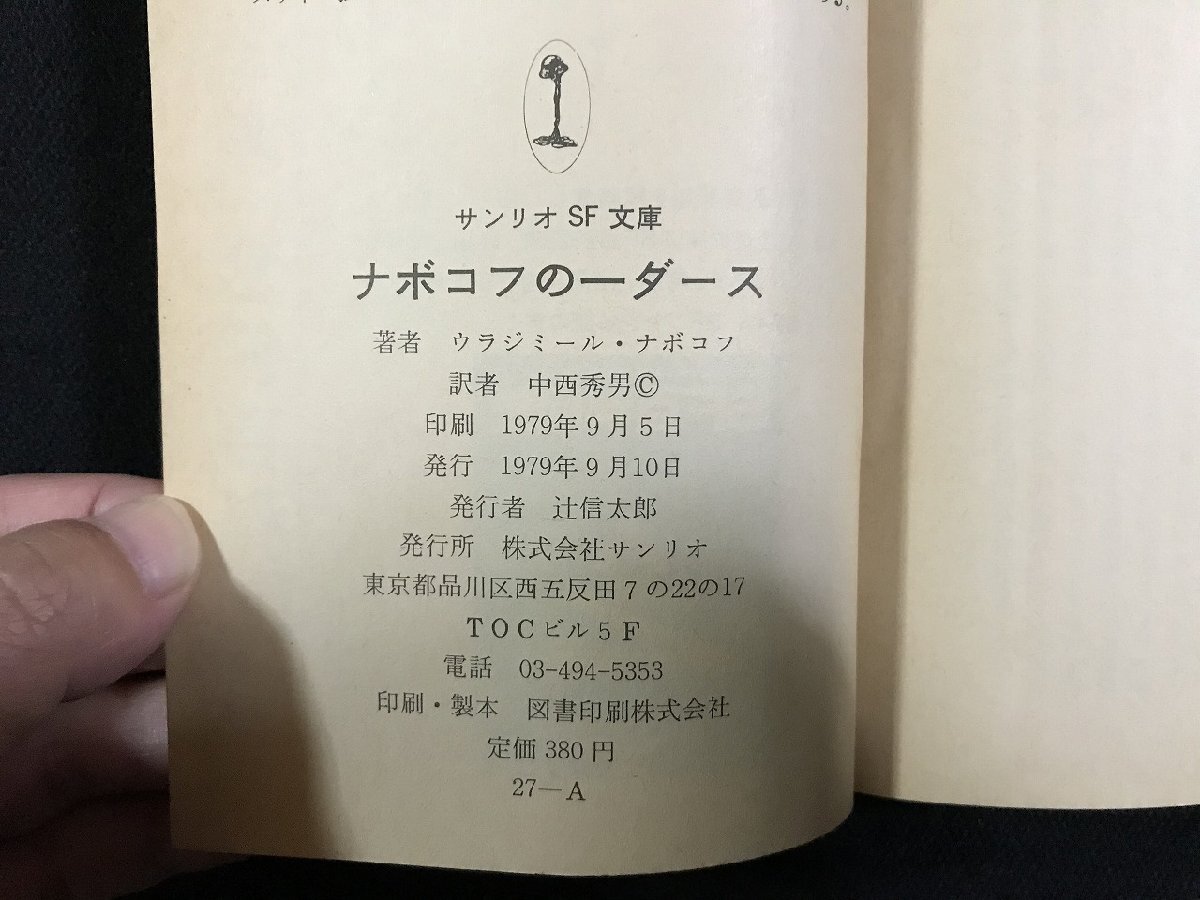 サンリオ SF 文庫
ナボコフの一ダース
著者 ウラジミール・ナボコフ
訳者 中西秀男©
印刷 1979年9月5日
発行 1979年9月10日
発行者 辻信太郎
発行所 株式会社サンリオ
東京都品川区西五反田7の22の17
TOCビル5F
電話 03-494-5353
印刷・製本 図書印刷株式会社
定価380円
27—A